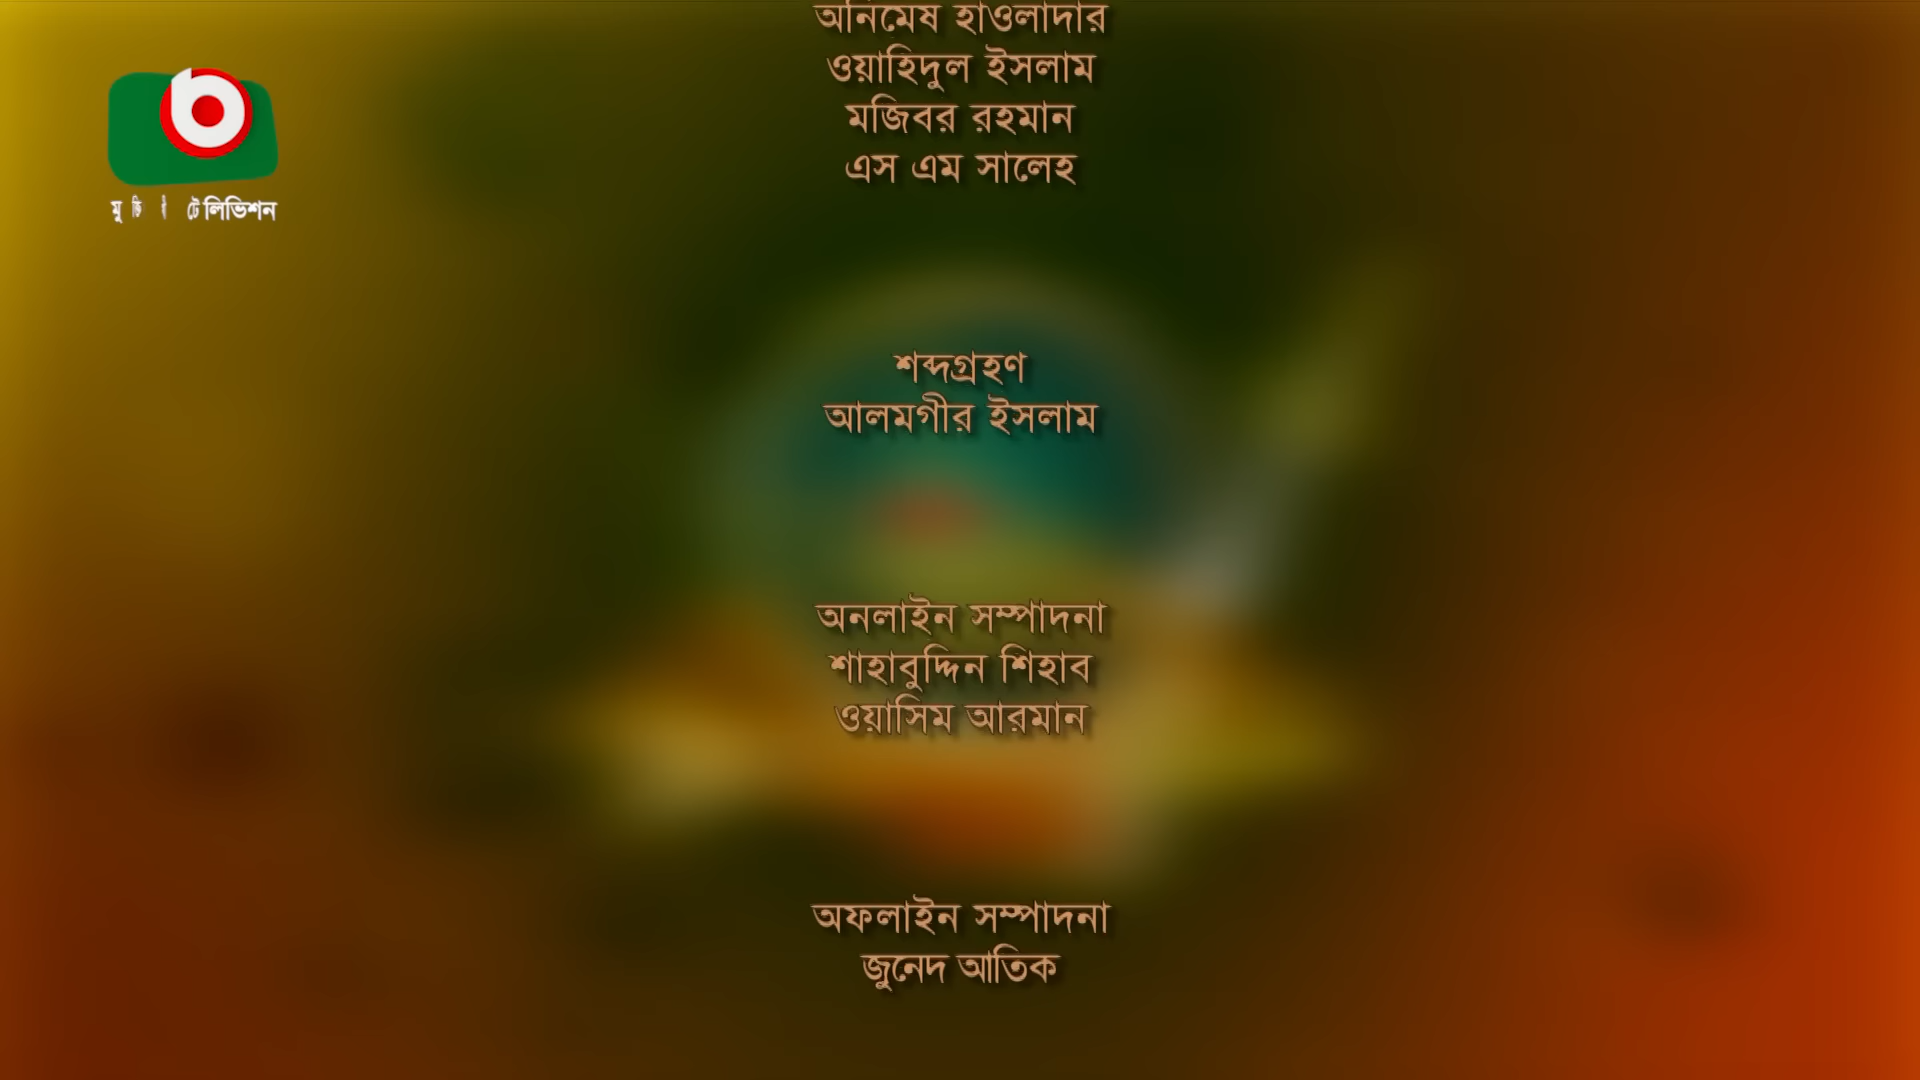 অনিমেষ হাওলাদার
ওয়াহিদুল ইসলাম
মজিবর রহমান
এস এম সালেহ
টেলিভিশন
শব্দগ্রহণ
আলমগীর ইসলাম
অনলাইন সম্পাদনা
শাহাবুদ্দিন শিহাব
ওয়াসিম আরমান
অফলাইন সম্পাদনা
জুনেদ আতিক